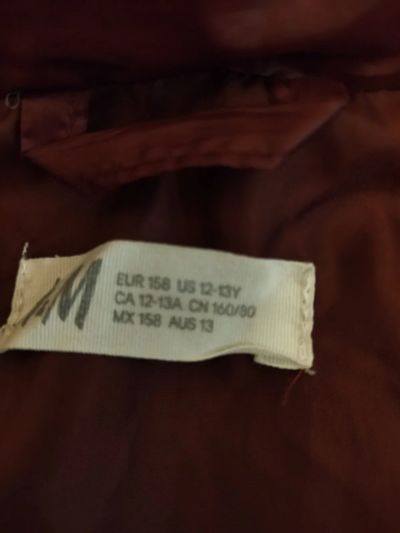 H&M
EUR 158 US 12-13Y
CA 12-13A CN 160/80
MX 158 AUS 13